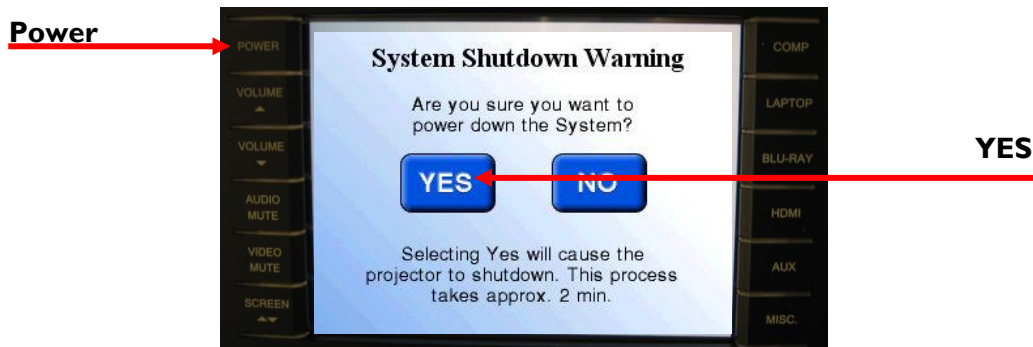 Power
POWER
VOLUME
VOLUME
AUDIO
MUTE
VIDEO
MUTE
SCREEN
System Shutdown Warning
Are you sure you want to
power down the System?
YES
NO
Selecting Yes will cause the
projector to shutdown. This process
takes approx. 2 min.
COMP
LAPTOP
BLU-RAY
HDMI
AUX
MISC.
YES